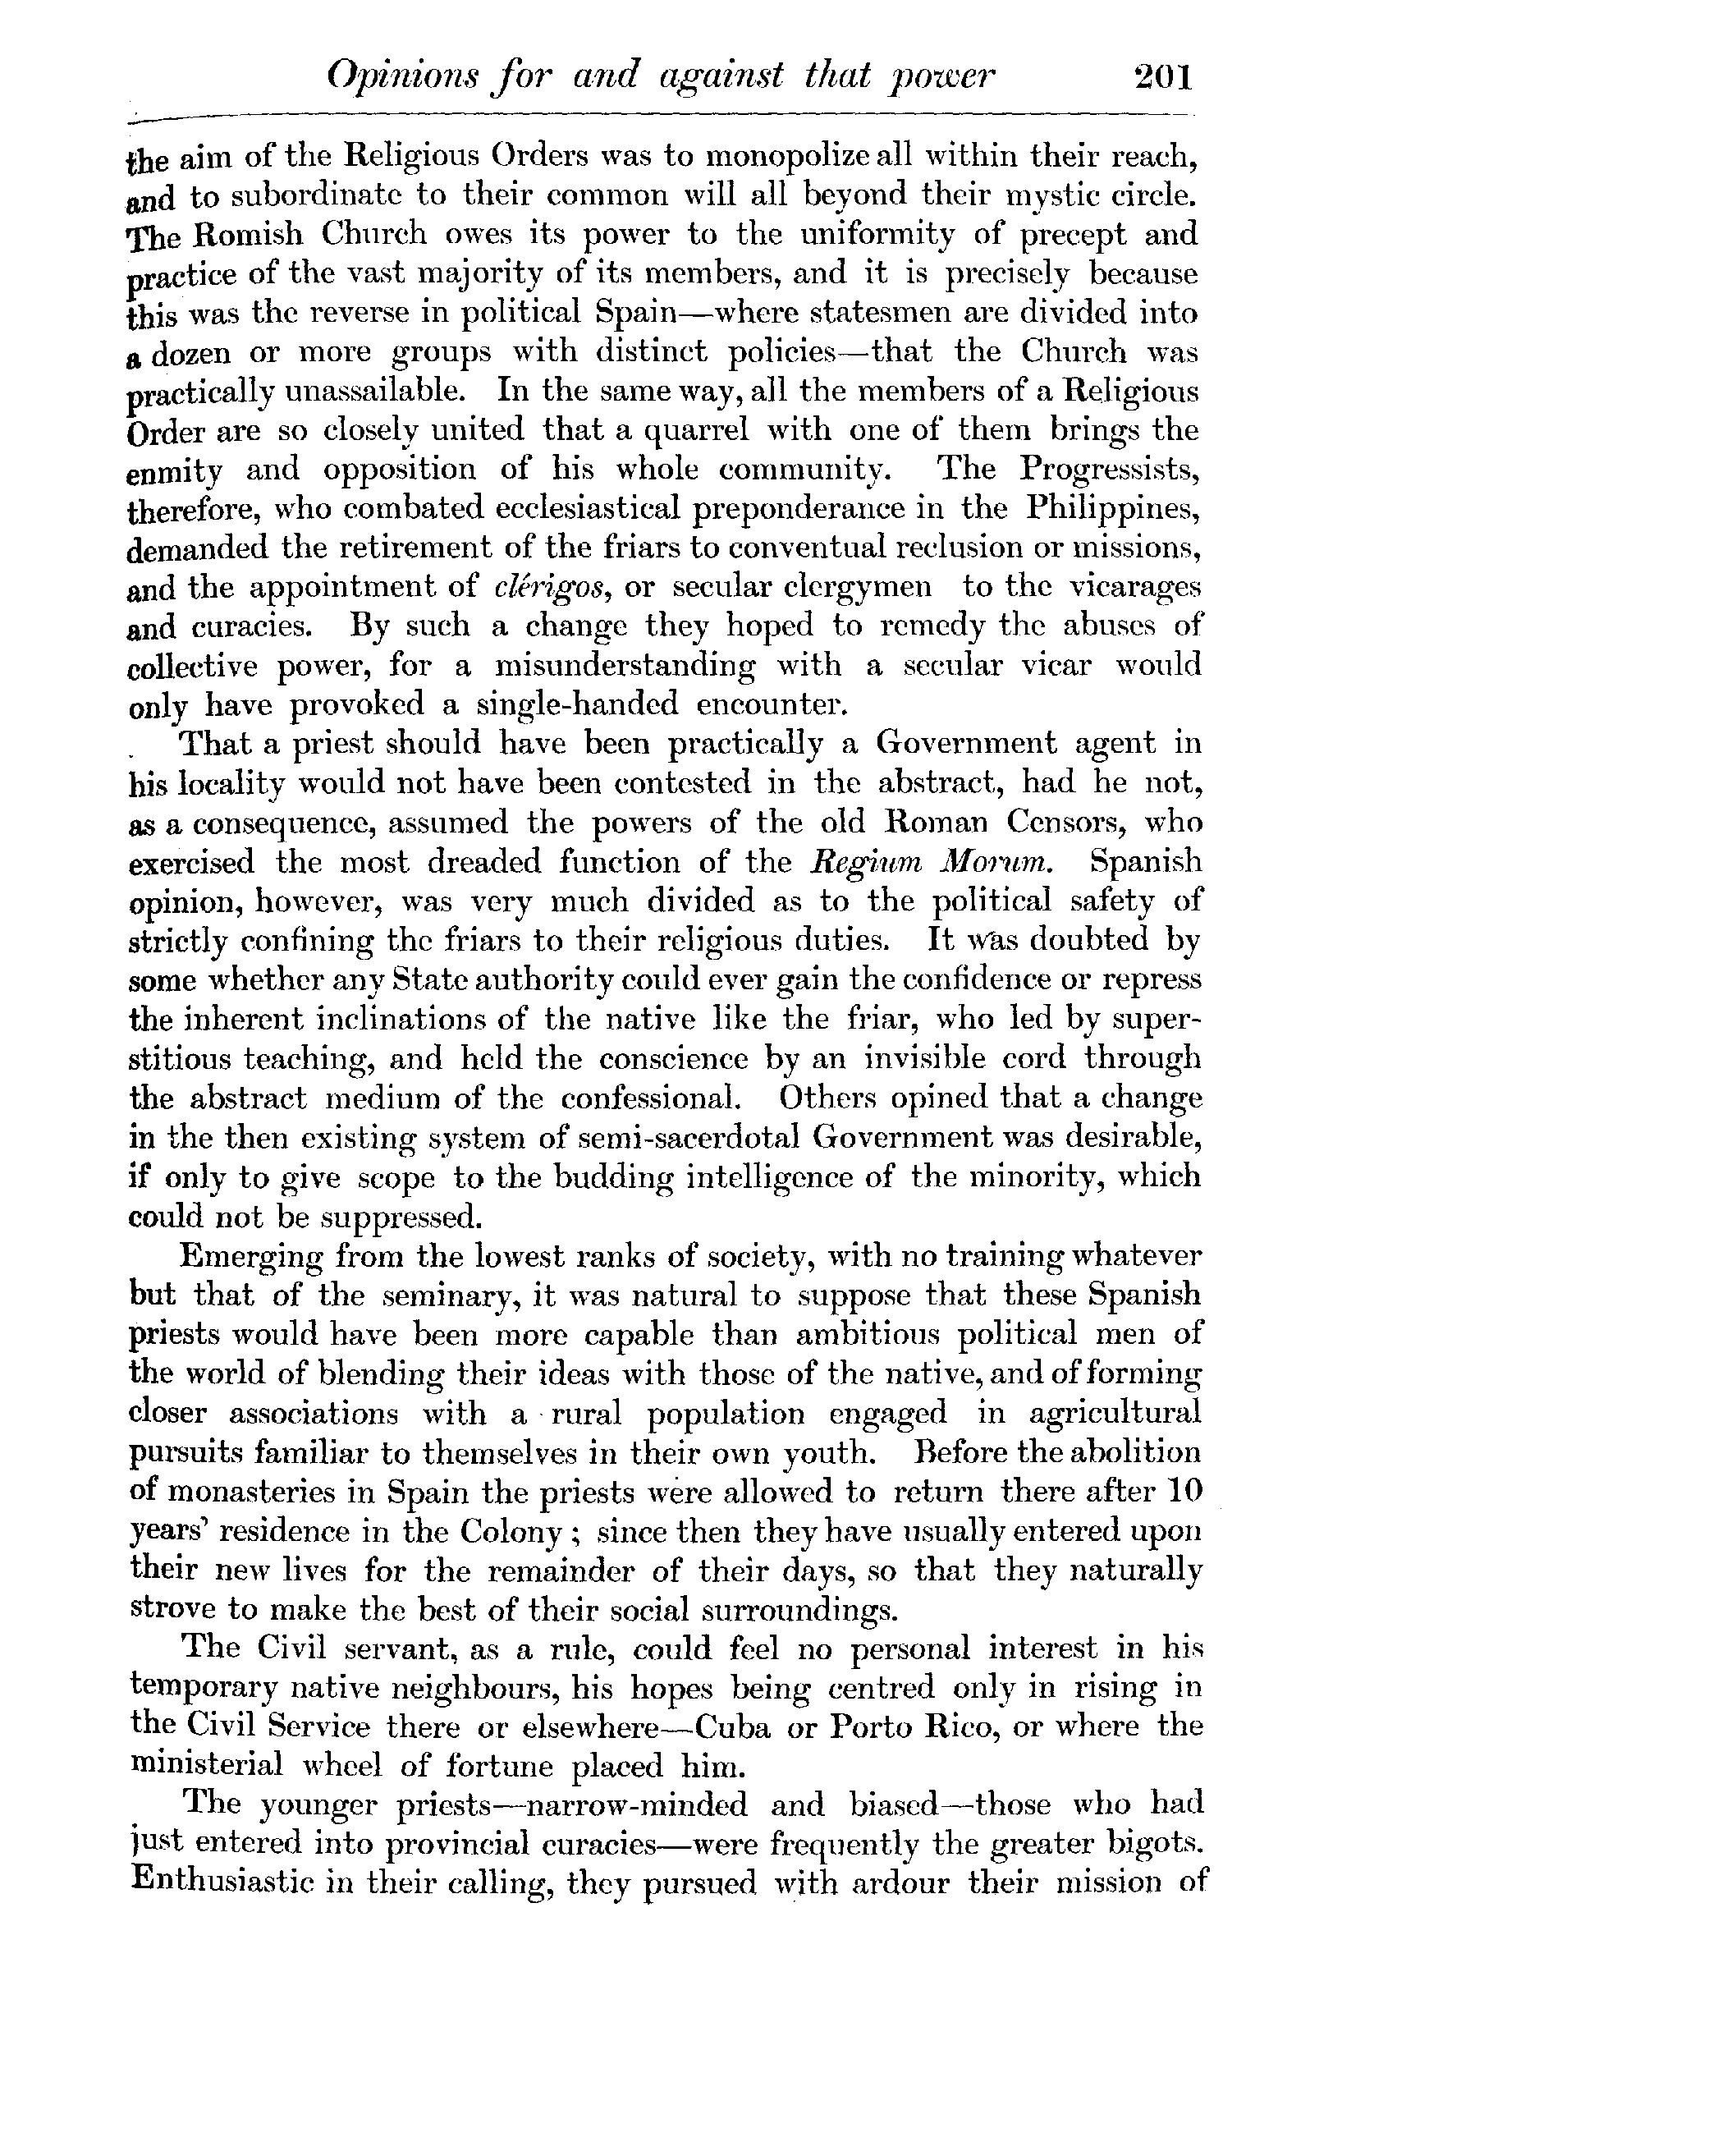 Opinions for and against that power 201
the aim of the Religious Orders was to monopolize all within their reach,
and to subordinate to their common will all beyond their mystic circle.
The Romish Church owes its power to the uniformity of precept and
practice of the vast majority of its members, and it is precisely because
this was the reverse in political Spain—where statesmen are divided into
a dozen or more groups with distinct policies—that the Church was
practically unassailable. In the same way, all the members of a Religious
Order are so closely united that a quarrel with one of them brings the
enmity and opposition of his whole community. The Progressists,
therefore, who combated ecclesiastical preponderance in the Philippines,
demanded the retirement of the friars to conventual reclusion or missions,
and the appointment of clérigos, or secular clergymen to the vicarages
and curacies. By such a change they hoped to remedy the abuses of
collective power, for a misunderstanding with a secular vicar would
only have provoked a single-handed encounter.
That a priest should have been practically a Government agent in
his locality would not have been contested in the abstract, had he not,
as a consequence, assumed the powers of the old Roman Censors, who
exercised the most dreaded function of the Regium Morum. Spanish
opinion, however, was very much divided as to the political safety of
strictly confining the friars to their religious duties. It was doubted by
some whether any State authority could ever gain the confidence or repress
the inherent inclinations of the native like the friar, who led by super-
stitious teaching, and held the conscience by an invisible cord through
the abstract medium of the confessional. Others opined that a change
in the then existing system of semi-sacerdotal Government was desirable,
if only to give scope to the budding intelligence of the minority, which
could not be suppressed.
Emerging from the lowest ranks of society, with no training whatever
but that of the seminary, it was natural to suppose that these Spanish
priests would have been more capable than ambitious political men of
the world of blending their ideas with those of the native, and of forming
closer associations with a rural population engaged in agricultural
pursuits familiar to themselves in their own youth. Before the abolition
of monasteries in Spain the priests were allowed to return there after 10
years' residence in the Colony; since then they have usually entered upon
their new lives for the remainder of their days, so that they naturally
strove to make the best of their social surroundings.
The Civil servant, as a rule, could feel no personal interest in his
temporary native neighbours, his hopes being centred only in rising in
the Civil Service there or elsewhere—Cuba or Porto Rico, or where the
ministerial wheel of fortune placed him.
The younger priests—narrow-minded and biased—those who had
just entered into provincial curacies—were frequently the greater bigots.
Enthusiastic in their calling, they pursued with ardour their mission of